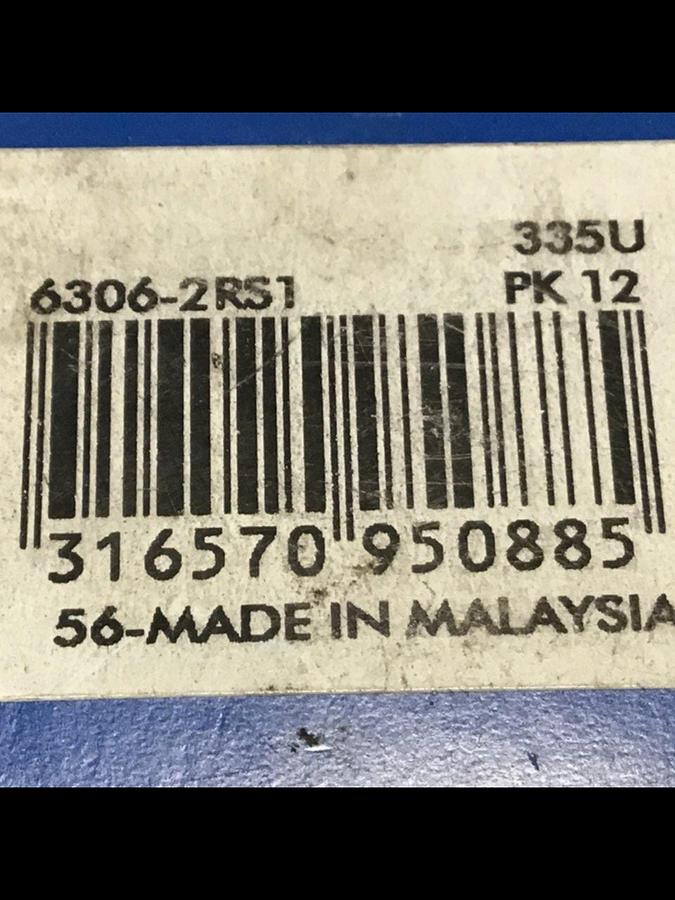 335U
6306-2RS1 PK 12
316570 950885
56-MADE IN MALAYSIA